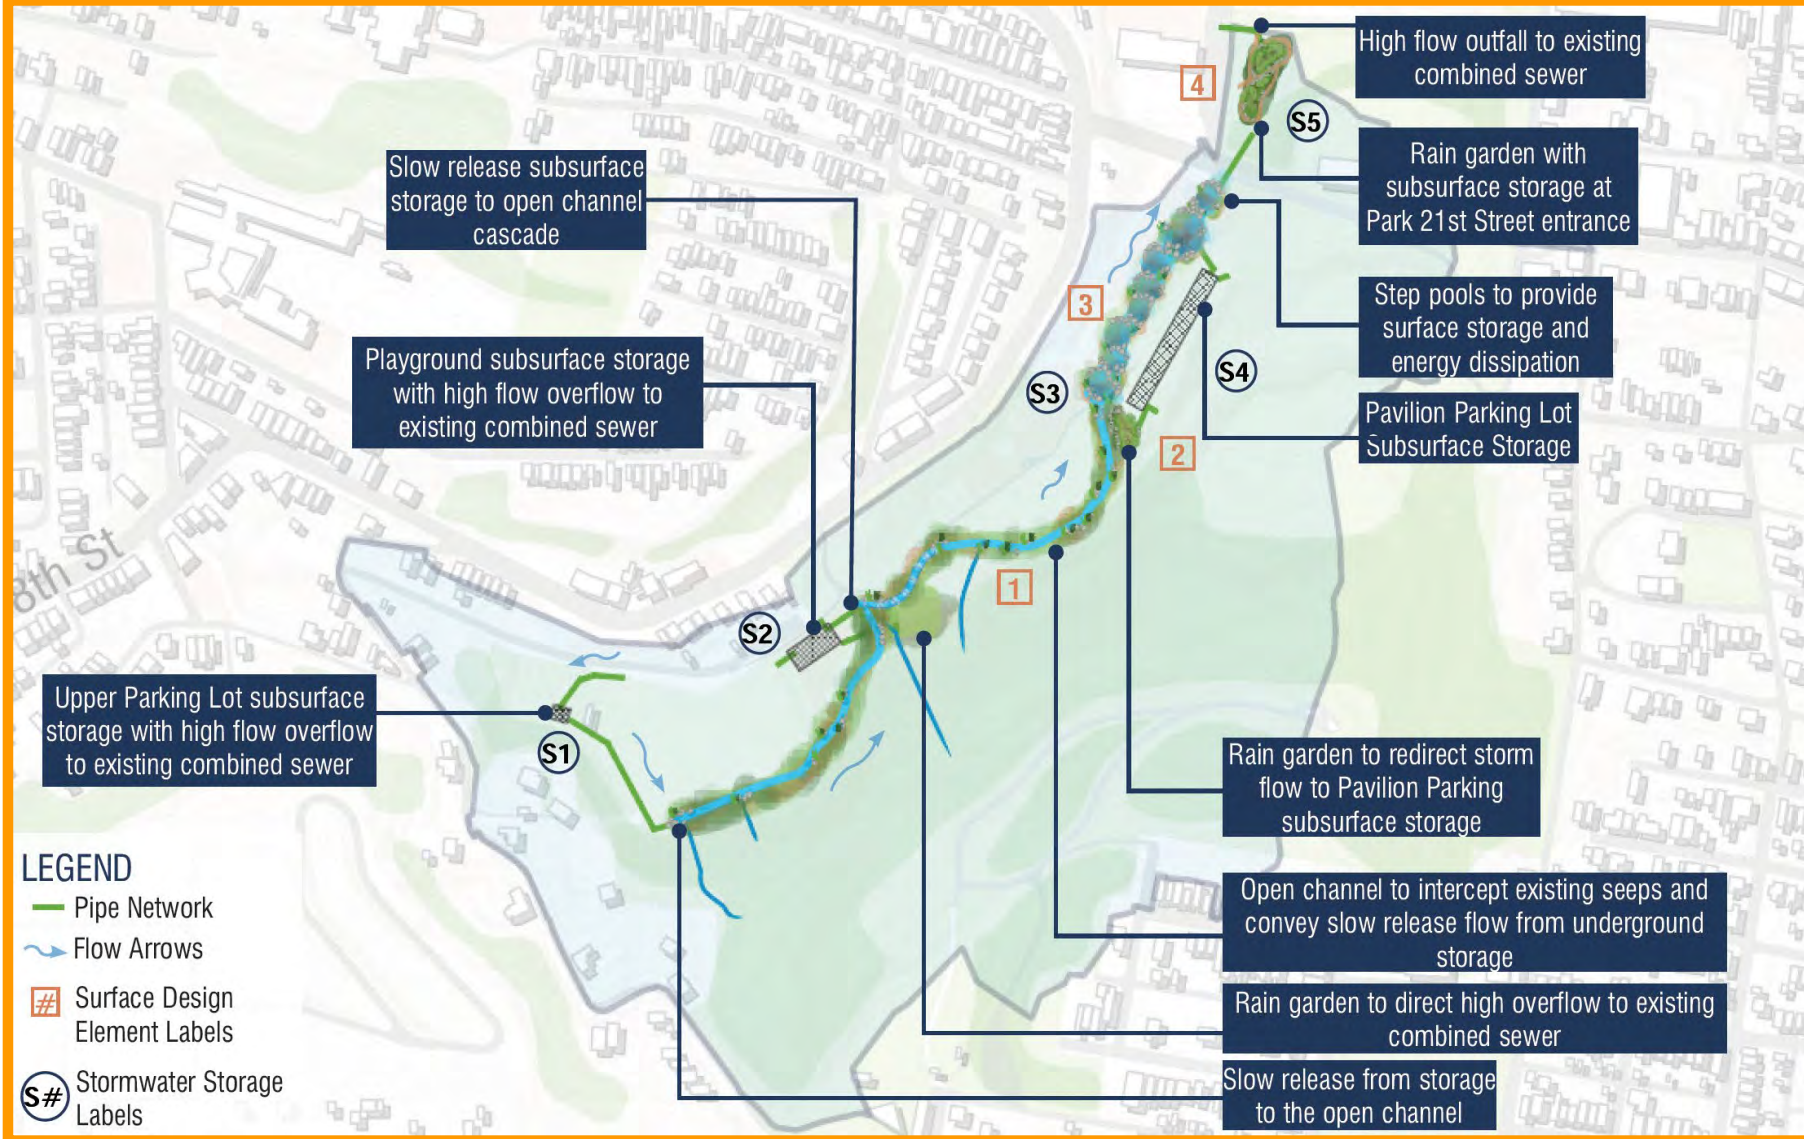 High flow outfall to existing
combined sewer
4
S5
Rain garden with
subsurface storage at
Park 21st Street entrance
Slow release subsurface
storage to open channel
cascade
Step pools to provide
surface storage and
energy dissipation
3
S4
S3
Playground subsurface storage
with high flow overflow to
existing combined sewer
Pavilion Parking Lot
Subsurface Storage
2
8th St
1
S2
Upper Parking Lot subsurface
storage with high flow overflow
to existing combined sewer
S1
Rain garden to redirect storm
flow to Pavilion Parking
subsurface storage
Open channel to intercept existing seeps and
convey slow release flow from underground
storage
Rain garden to direct high overflow to existing
combined sewer
Slow release from storage
to the open channel
LEGEND
Pipe Network
Flow Arrows
# Surface Design
Element Labels
S# Stormwater Storage
Labels